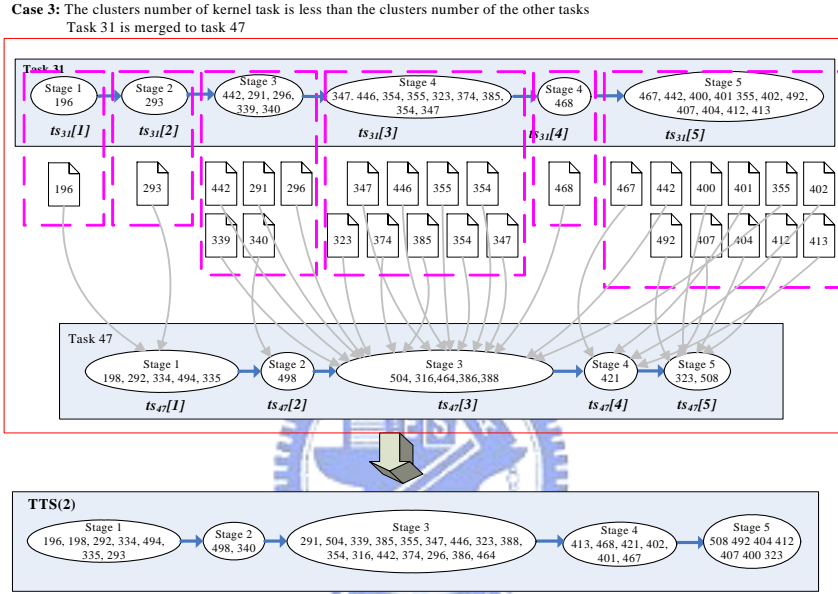 Case 3: The clusters number of kernel task is less than the clusters number of the other tasks
Task 31 is merged to task 47
Task 31
Stage 1
196
Stage 2
293
Stage 3
442, 291, 296,
339, 340
Stage 4
347, 446, 354, 355, 323, 374, 385,
354, 347
Stage 4
468
Stage 5
467, 442, 400, 401 355, 402, 492,
407, 404, 412, 413
ts31[1]
ts31[2]
ts31[3]
ts31[4]
ts31[5]
196
293
442
291
296
347
446
355
354
468
467
442
400
401
355
402
339
340
323
374
385
354
347
492
407
404
412
413
Task 47
Stage 1
198, 292, 334, 494, 335
Stage 2
498
Stage 3
504, 316,464,386,388
Stage 4
421
Stage 5
323, 508
ts47[1]
ts47[2]
ts47[3]
ts47[4]
ts47[5]
TTS(2)
Stage 1
196, 198, 292, 334, 494,
335, 293
Stage 2
498, 340
Stage 3
291, 504, 339, 385, 355, 347, 446, 323, 388,
354, 316, 442, 374, 296, 386, 464
Stage 4
413, 468, 421, 402,
401, 467
Stage 5
508 492 404 412
407 400 323